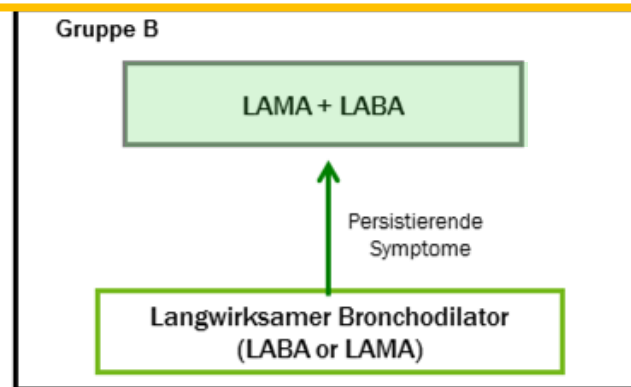 Gruppe B
LAMA + LABA
Persistierende
Symptome
Langwirksamer Bronchodilator
(LABA or LAMA)